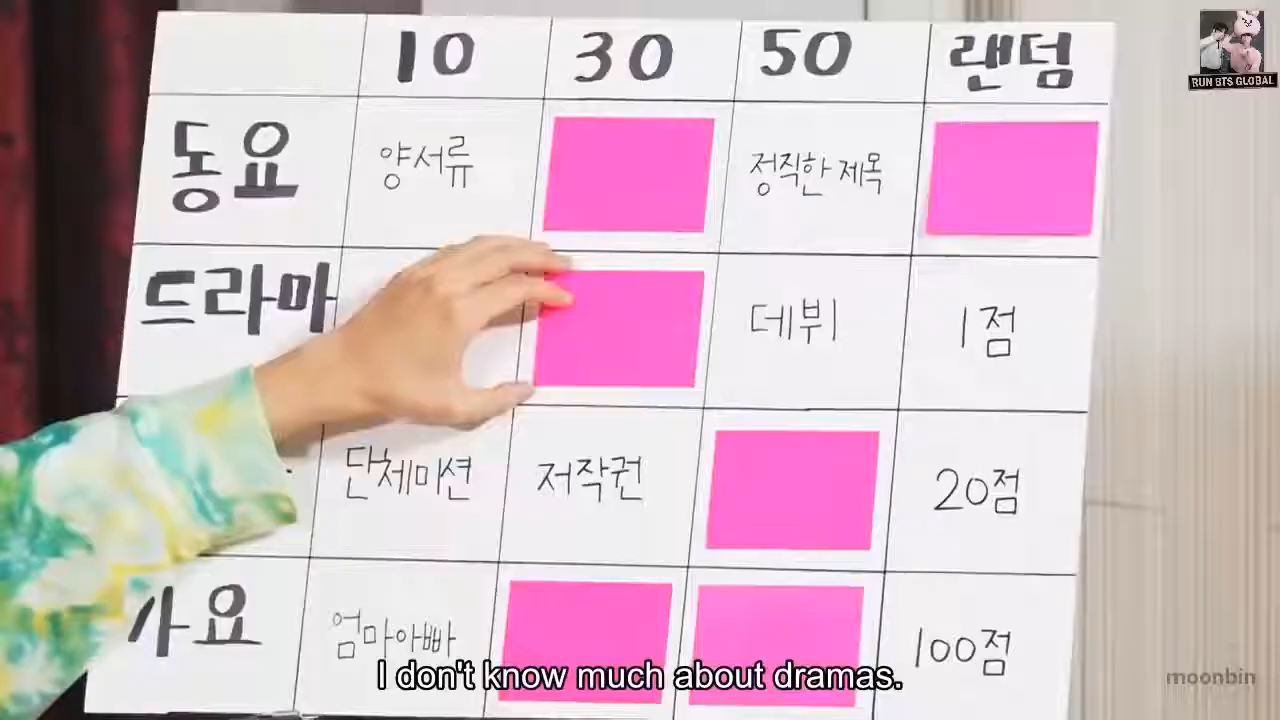 10 30 50 랜덤
RUN BTS GLOBAL
동요 양서류 정직한 제목
드라마 데뷔 1점
단체미션 저작권 20점
가요 엄마아빠 100점
I don't know much about dramas.
moonbin